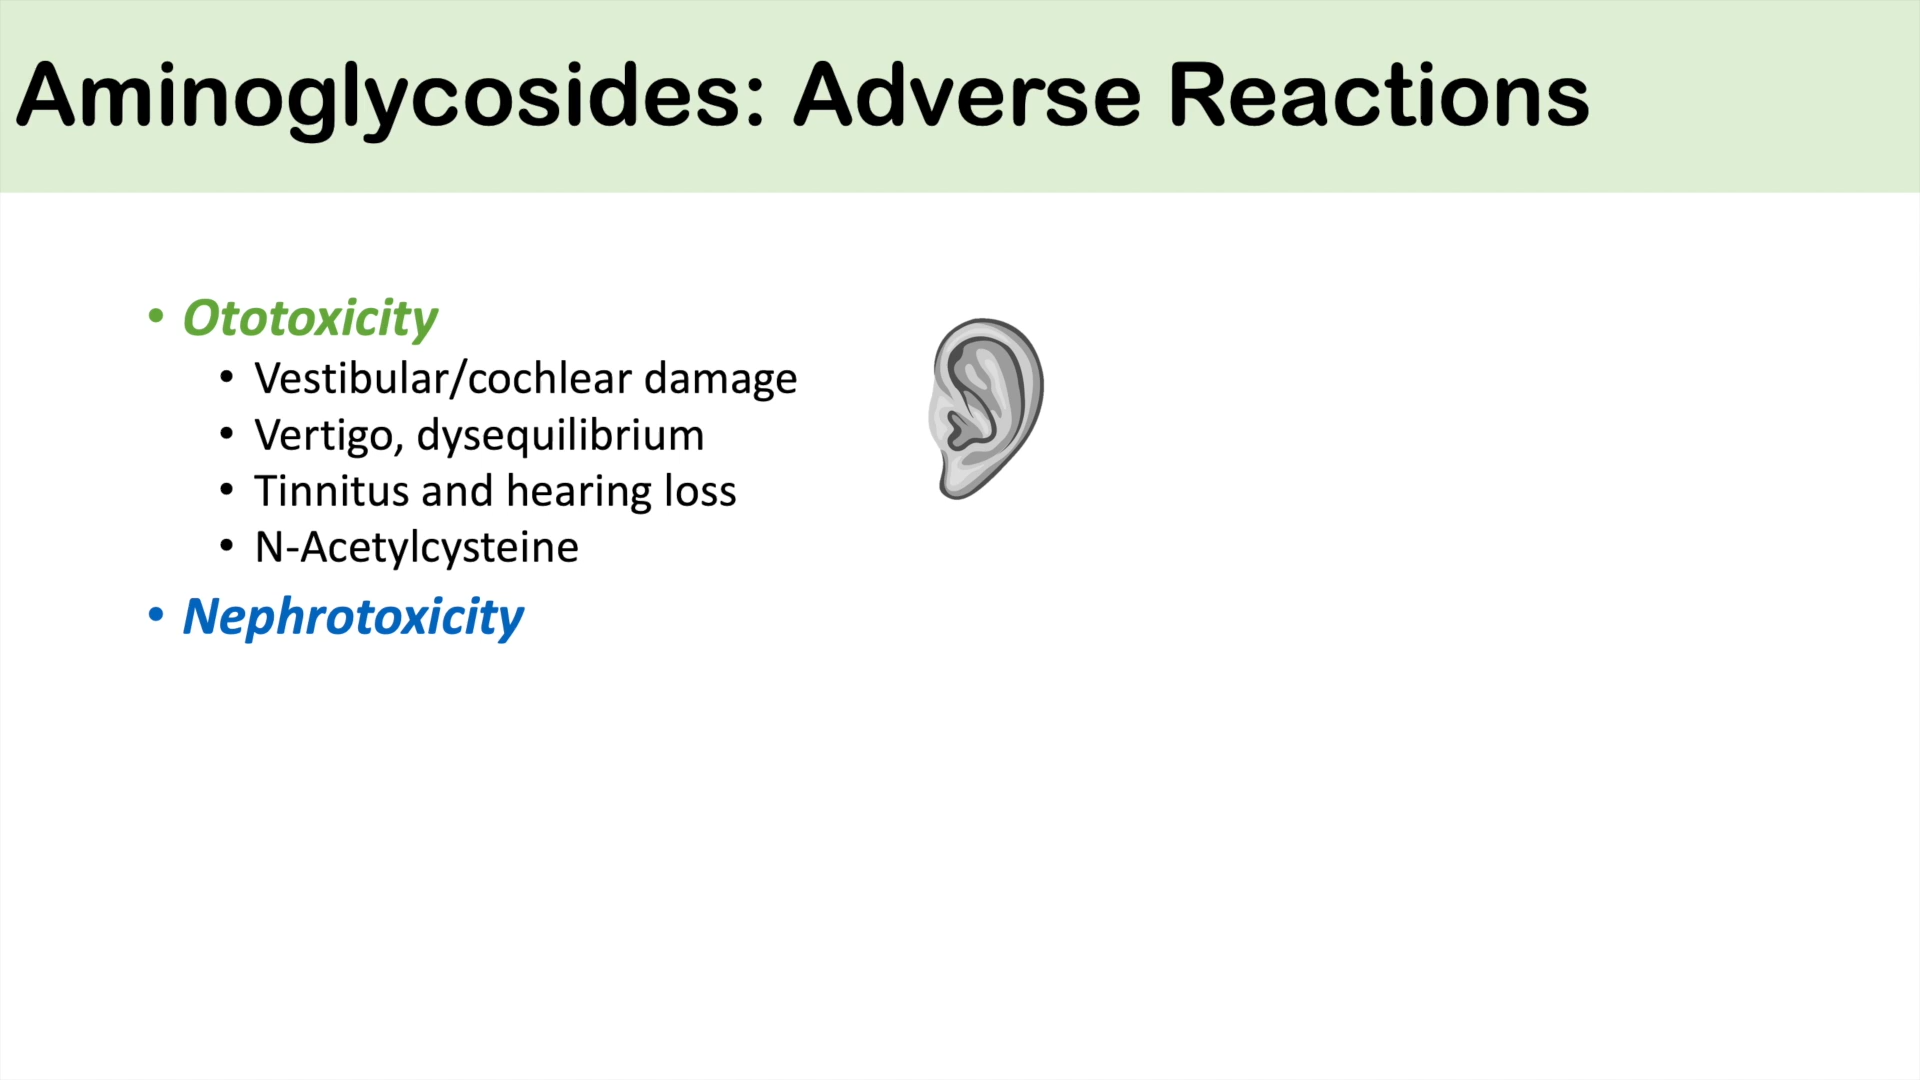 Aminoglycosides: Adverse Reactions
• Ototoxicity
• Vestibular/cochlear damage
• Vertigo, dysequilibrium
• Tinnitus and hearing loss
• N-Acetylcysteine
• Nephrotoxicity